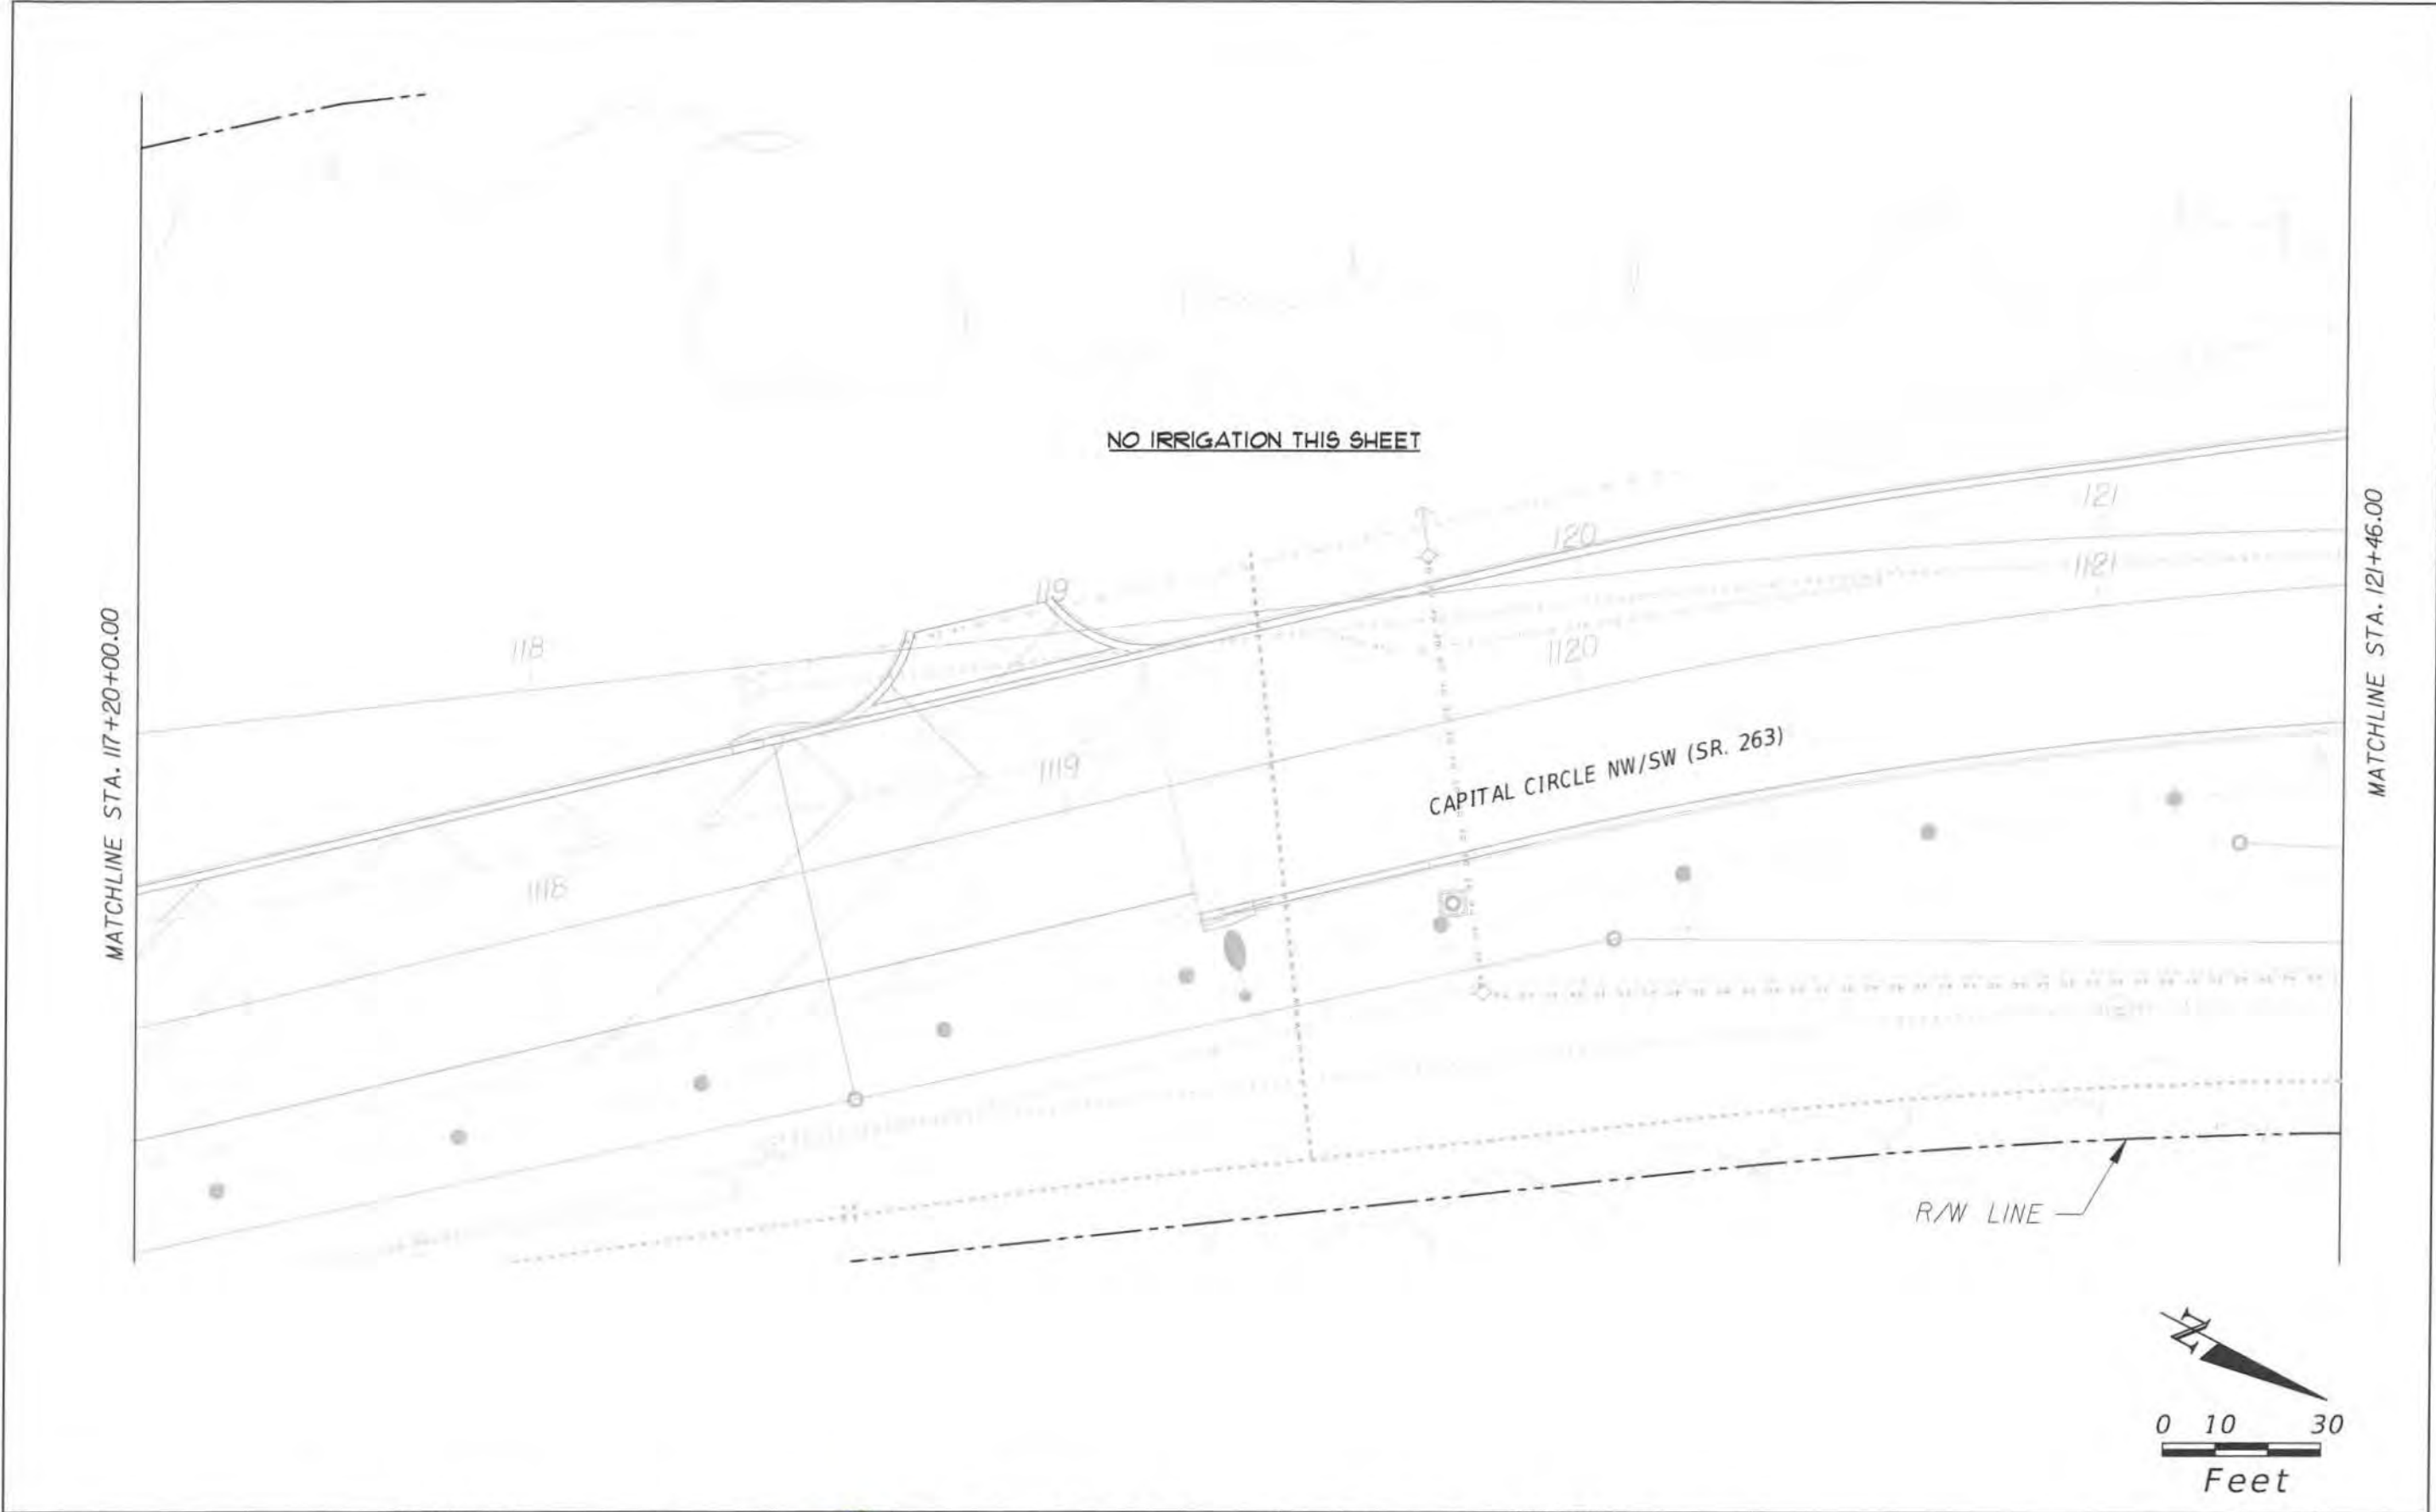 NO IRRIGATION THIS SHEET
121
120
119
1121
118
1120
CAPITAL CIRCLE NW/SW (SR. 263)
1119
1118
MATCHLINE STA. 117+20+00.00
MATCHLINE STA. 121+46.00
R/W LINE
N
0 10 30
Feet